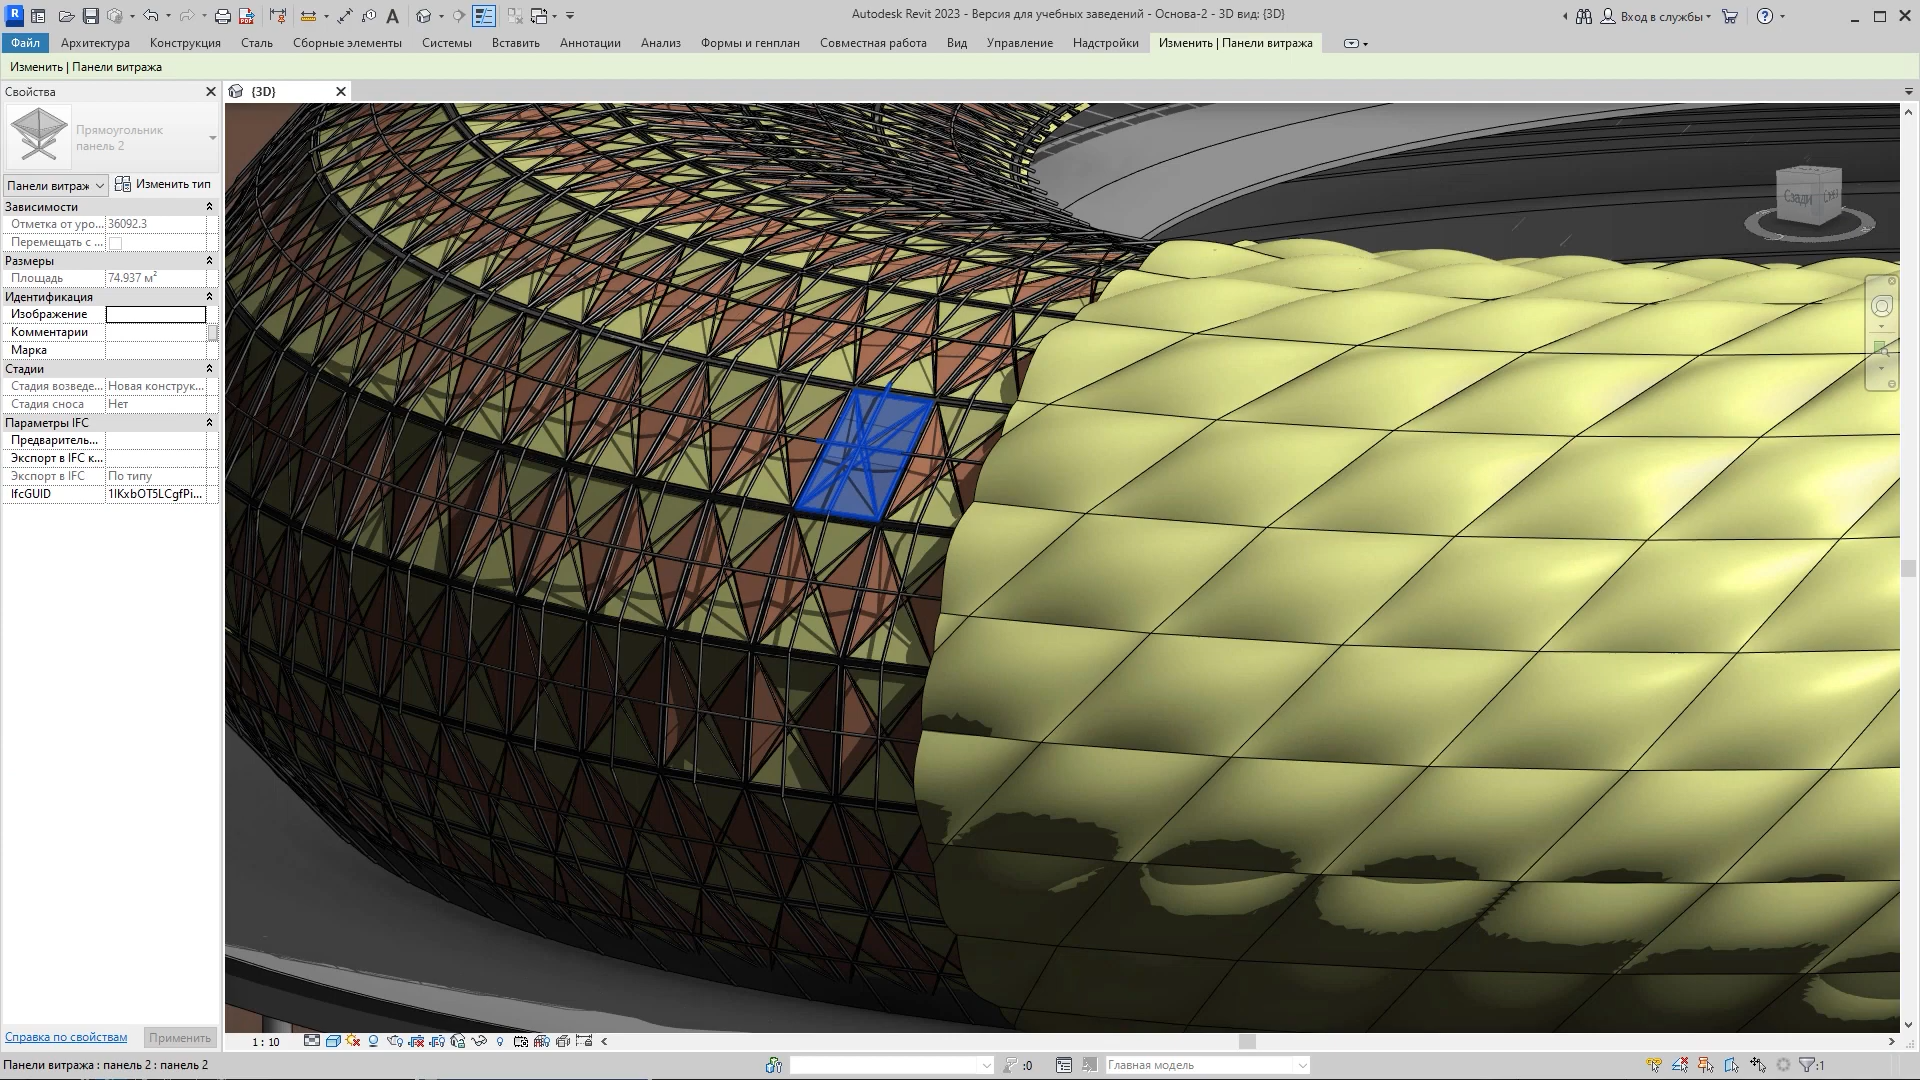 Autodesk Revit 2023 - Версия для учебных заведений - Основа-2 - 3D вид: {3D}
Вход в службы
Файл Архитектура Конструкция Сталь Сборные элементы Системы Вставить Аннотации Анализ Формы и генплан Совместная работа Вид Управление Надстройки Изменить | Панели витража
Изменить | Панели витража
Свойства
{3D}
Прямоугольник
панель 2
Панели витраж
Изменить тип
Зависимости
Отметка от уро... 36092.3
Перемещать с ...
Размеры
Площадь 74.937 м²
Идентификация
Изображение
Комментарии
Марка
Стадии
Стадия возведе... Новая конструк...
Стадия сноса Нет
Параметры IFC
Предваритель...
Экспорт в IFC к...
Экспорт в IFC По типу
IfcGUID 1IKxbOT5LCgfPi...
Сзади
Справка по свойствам
Применить
1 : 10
Панели витража : панель 2 : панель 2
:0
Главная модель
:1